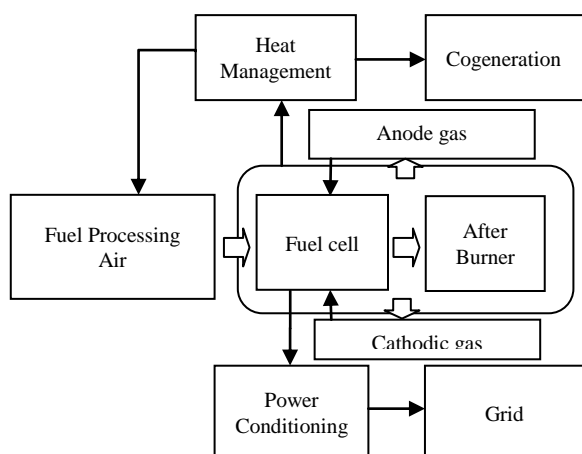 Heat
Management
Cogeneration
Anode gas
Fuel Processing
Air
Fuel cell
After
Burner
Cathodic gas
Power
Conditioning
Grid